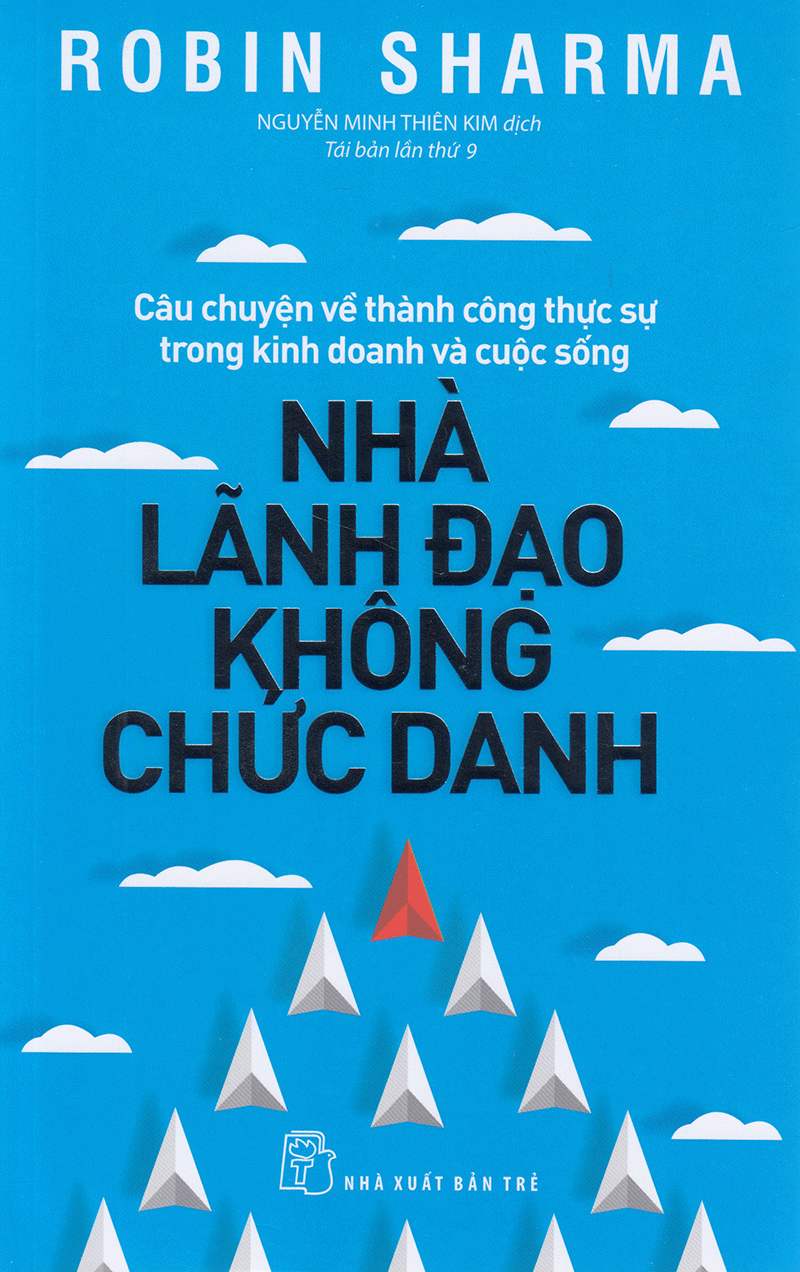 ROBIN SHARMA
NGUYỄN MINH THIÊN KIM dịch
Tái bản lần thứ 9
Câu chuyện về thành công thực sự
trong kinh doanh và cuộc sống
NHÀ
LÃNH ĐẠO
KHÔNG
CHỨC DANH
T
NHÀ XUẤT BẢN TRẺ